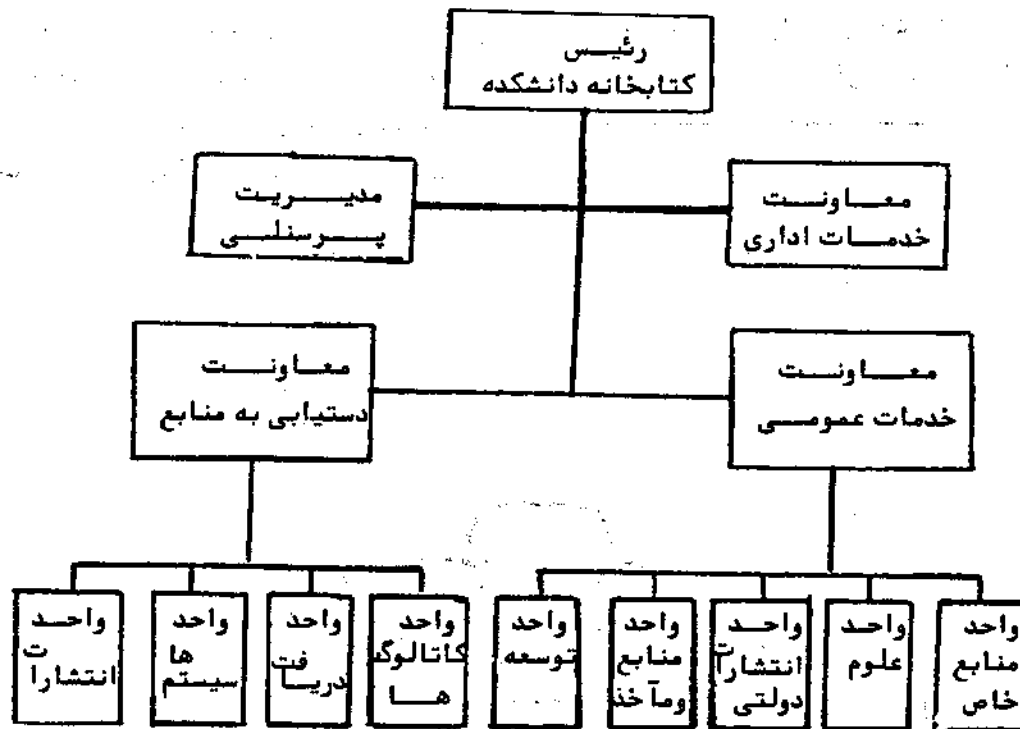 رئیس
کتابخانه دانشکده
معاونت
خدمات اداری
مدیریت
پرسنلی
معاونت
خدمات عمومی
معاونت
دستیابی به منابع
واحد
منابع
خاص
واحد
علوم
واحد
انتشارات
دولتی
واحد
منابع
ومآخذ
واحد
توسعه
واحد
کاتالوگ
ها
واحد
دریافت
واحد
سیستم ها
واحد
انتشارات